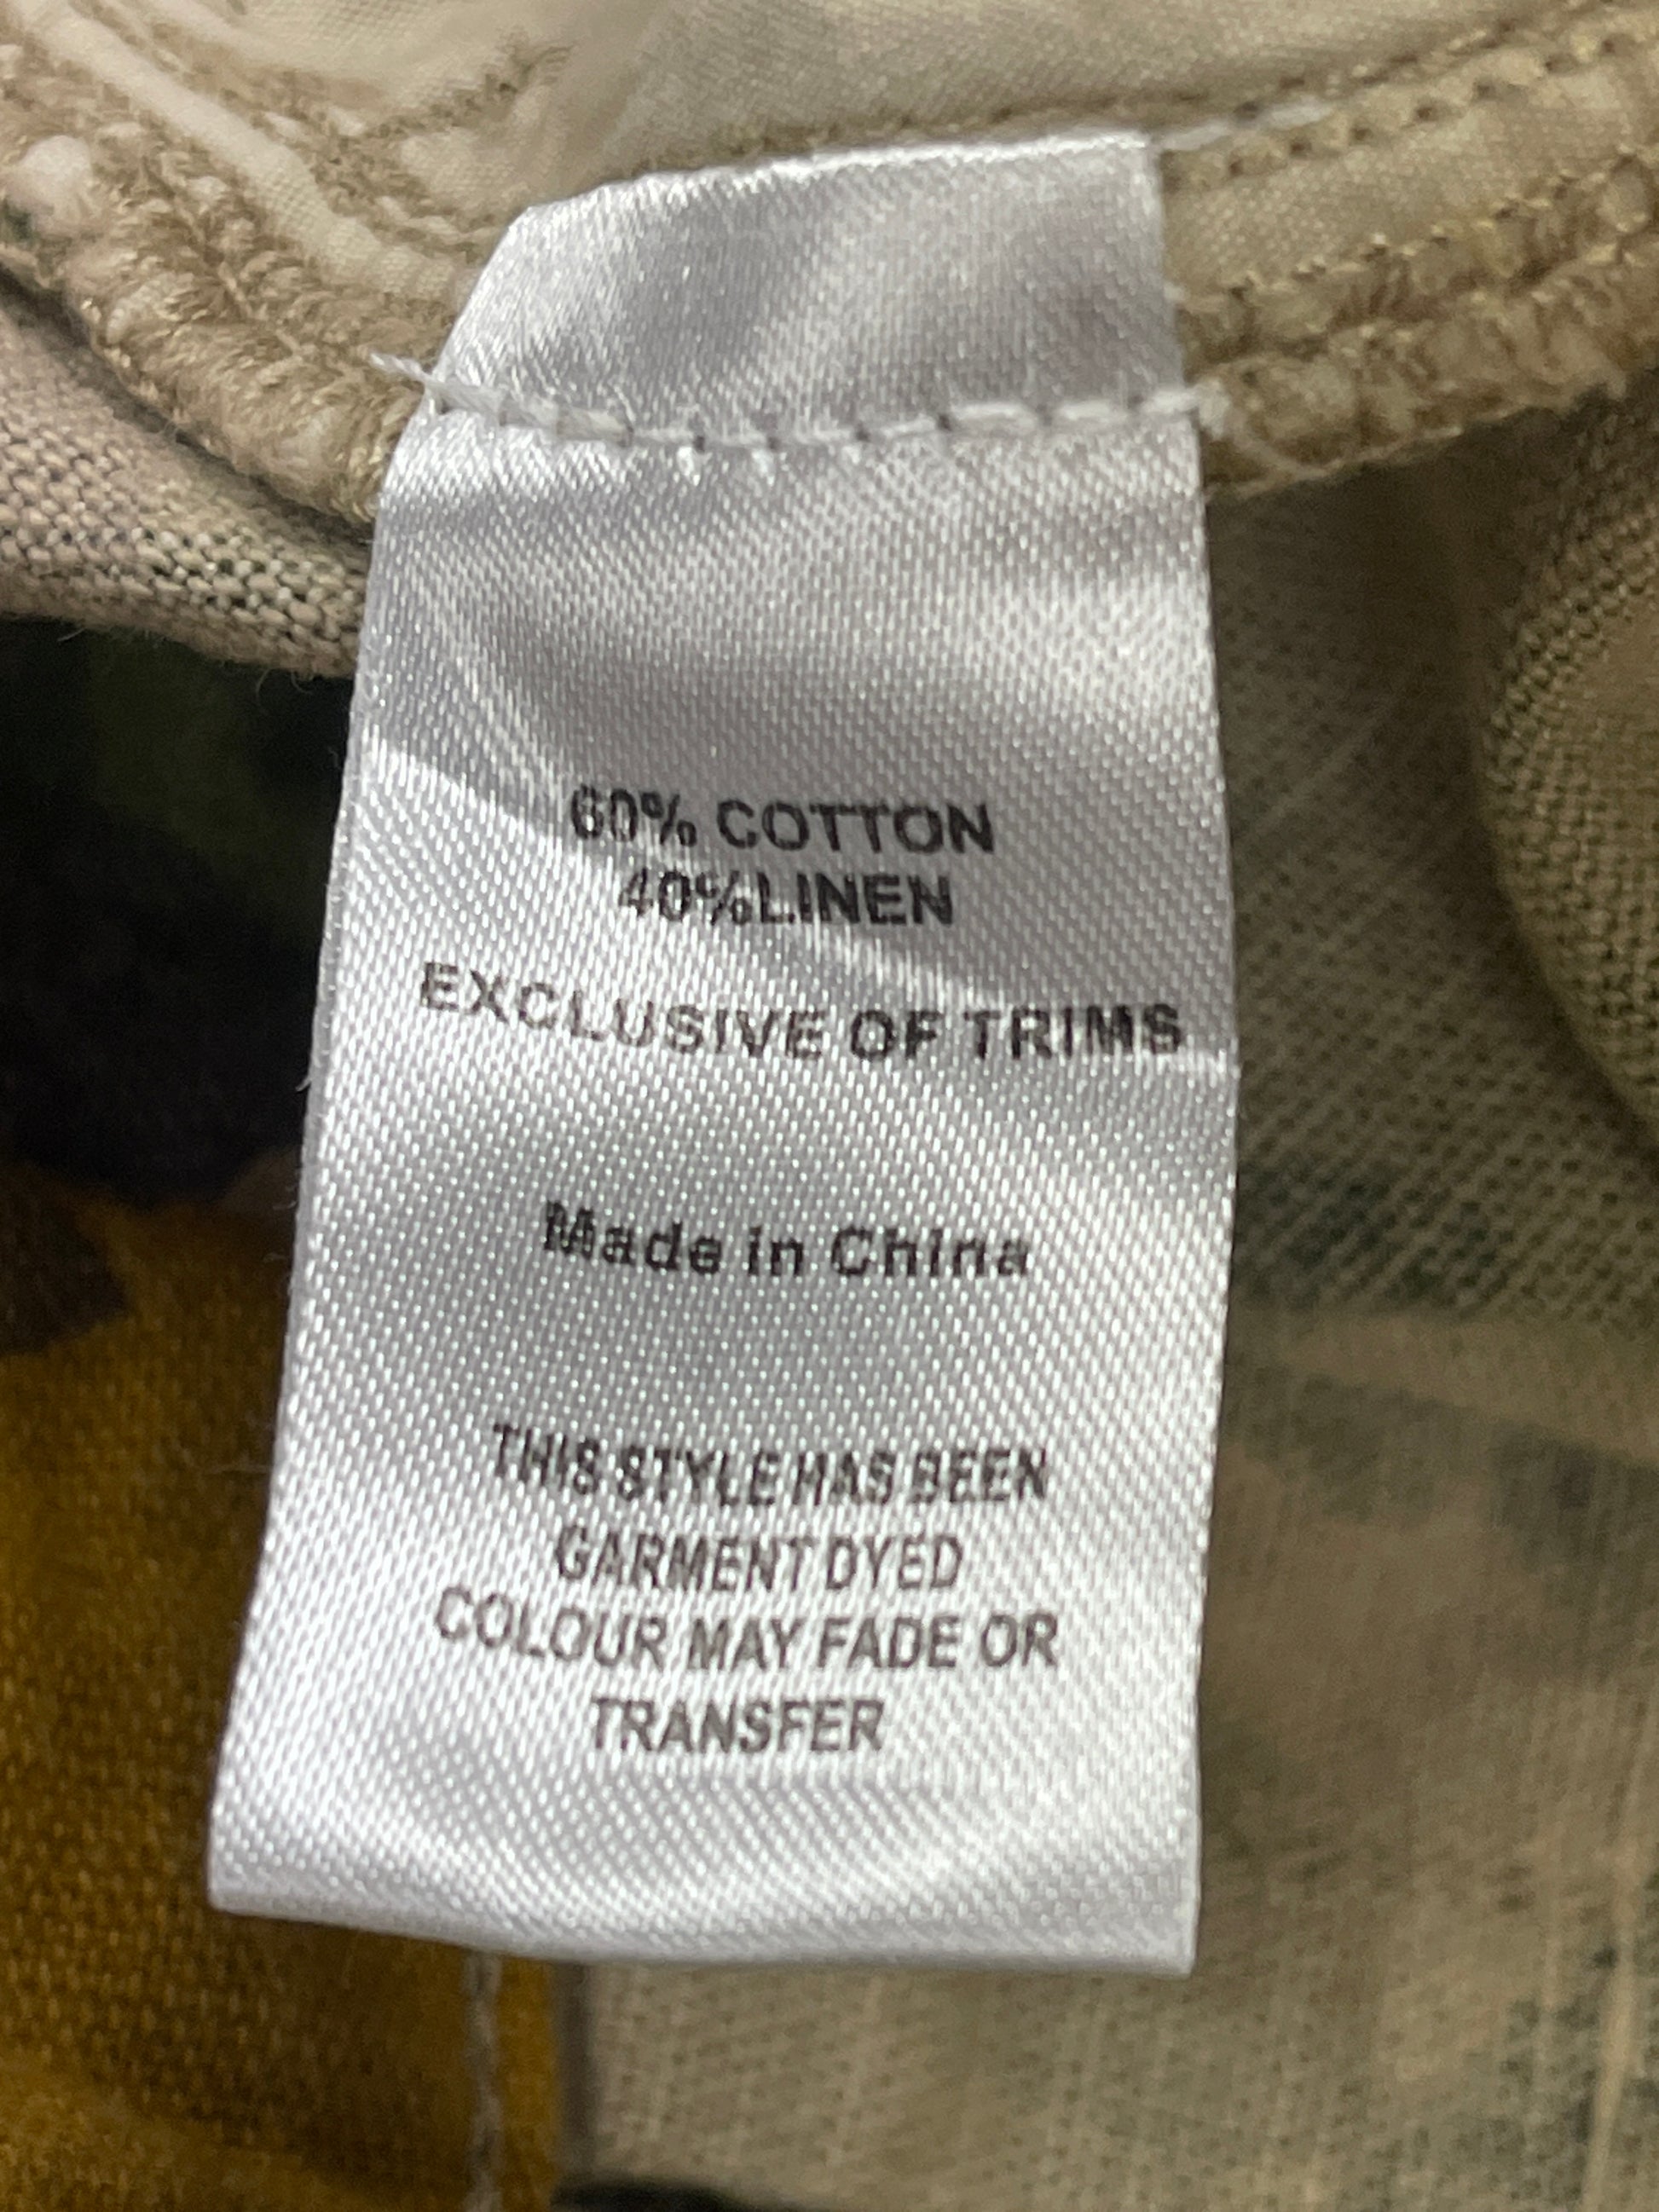 60% COTTON
40%LINEN
EXCLUSIVE OF TRIMS
Made in China
THIS STYLE HAS BEEN
GARMENT DYED
COLOUR MAY FADE OR
TRANSFER